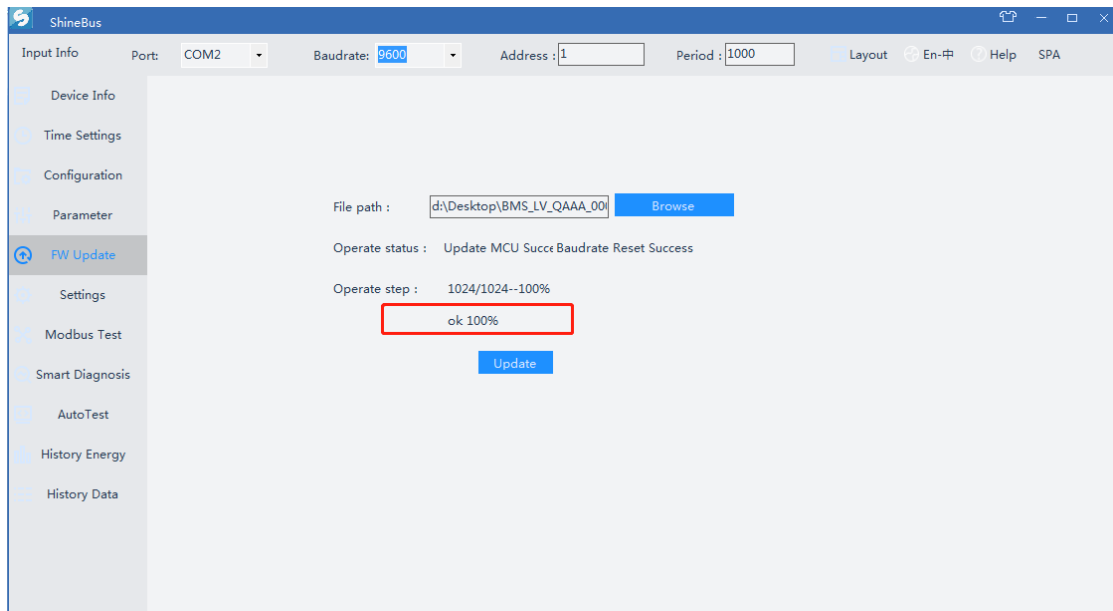 ShineBus
Input Info Port: COM2 Baudrate: 9600 Address : 1 Period : 1000 Layout En-中 Help SPA
Device Info
Time Settings
Configuration
Parameter
FW Update
Settings
Modbus Test
Smart Diagnosis
AutoTest
History Energy
History Data
File path : d:\Desktop\BMS_LV_QAAA_00 Browse
Operate status : Update MCU Succe Baudrate Reset Success
Operate step : 1024/1024--100%
ok 100%
Update